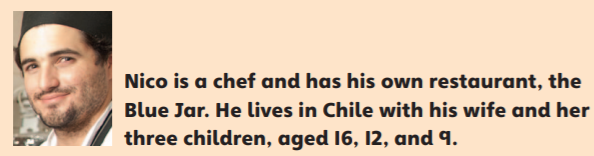 Nico is a chef and has his own restaurant, the
Blue Jar. He lives in Chile with his wife and her
three children, aged 16, 12, and 9.